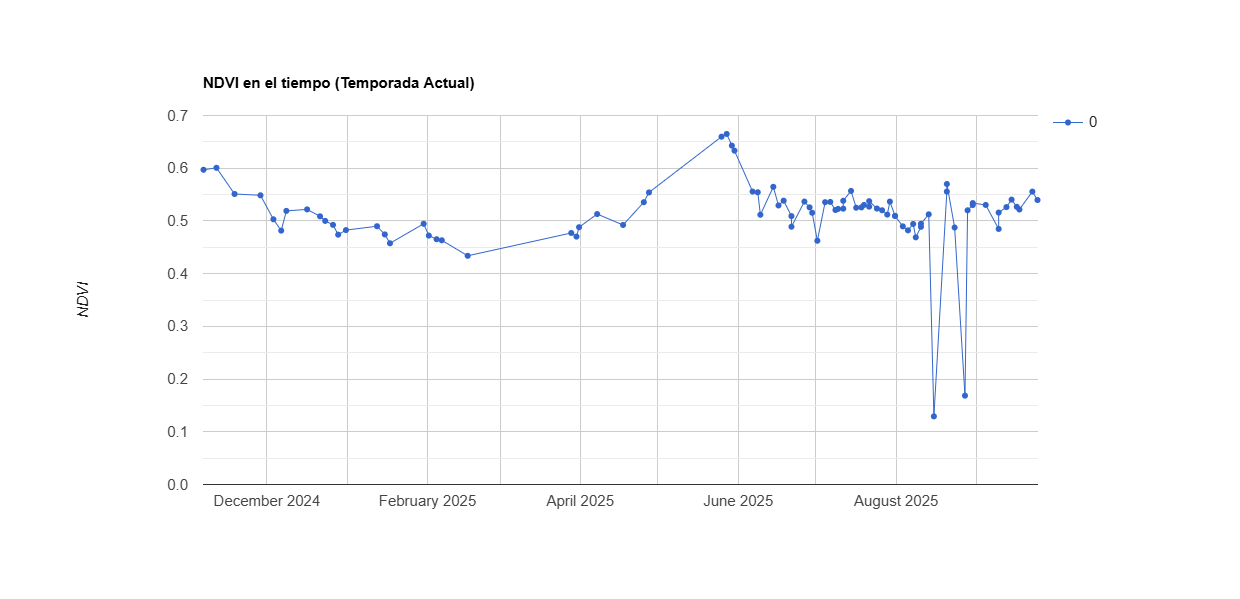 NDVI en el tiempo (Temporada Actual)
0.7
0.6
0.5
0.4
0.3
0.2
0.1
0.0
NDVI
December 2024
February 2025
April 2025
June 2025
August 2025
0